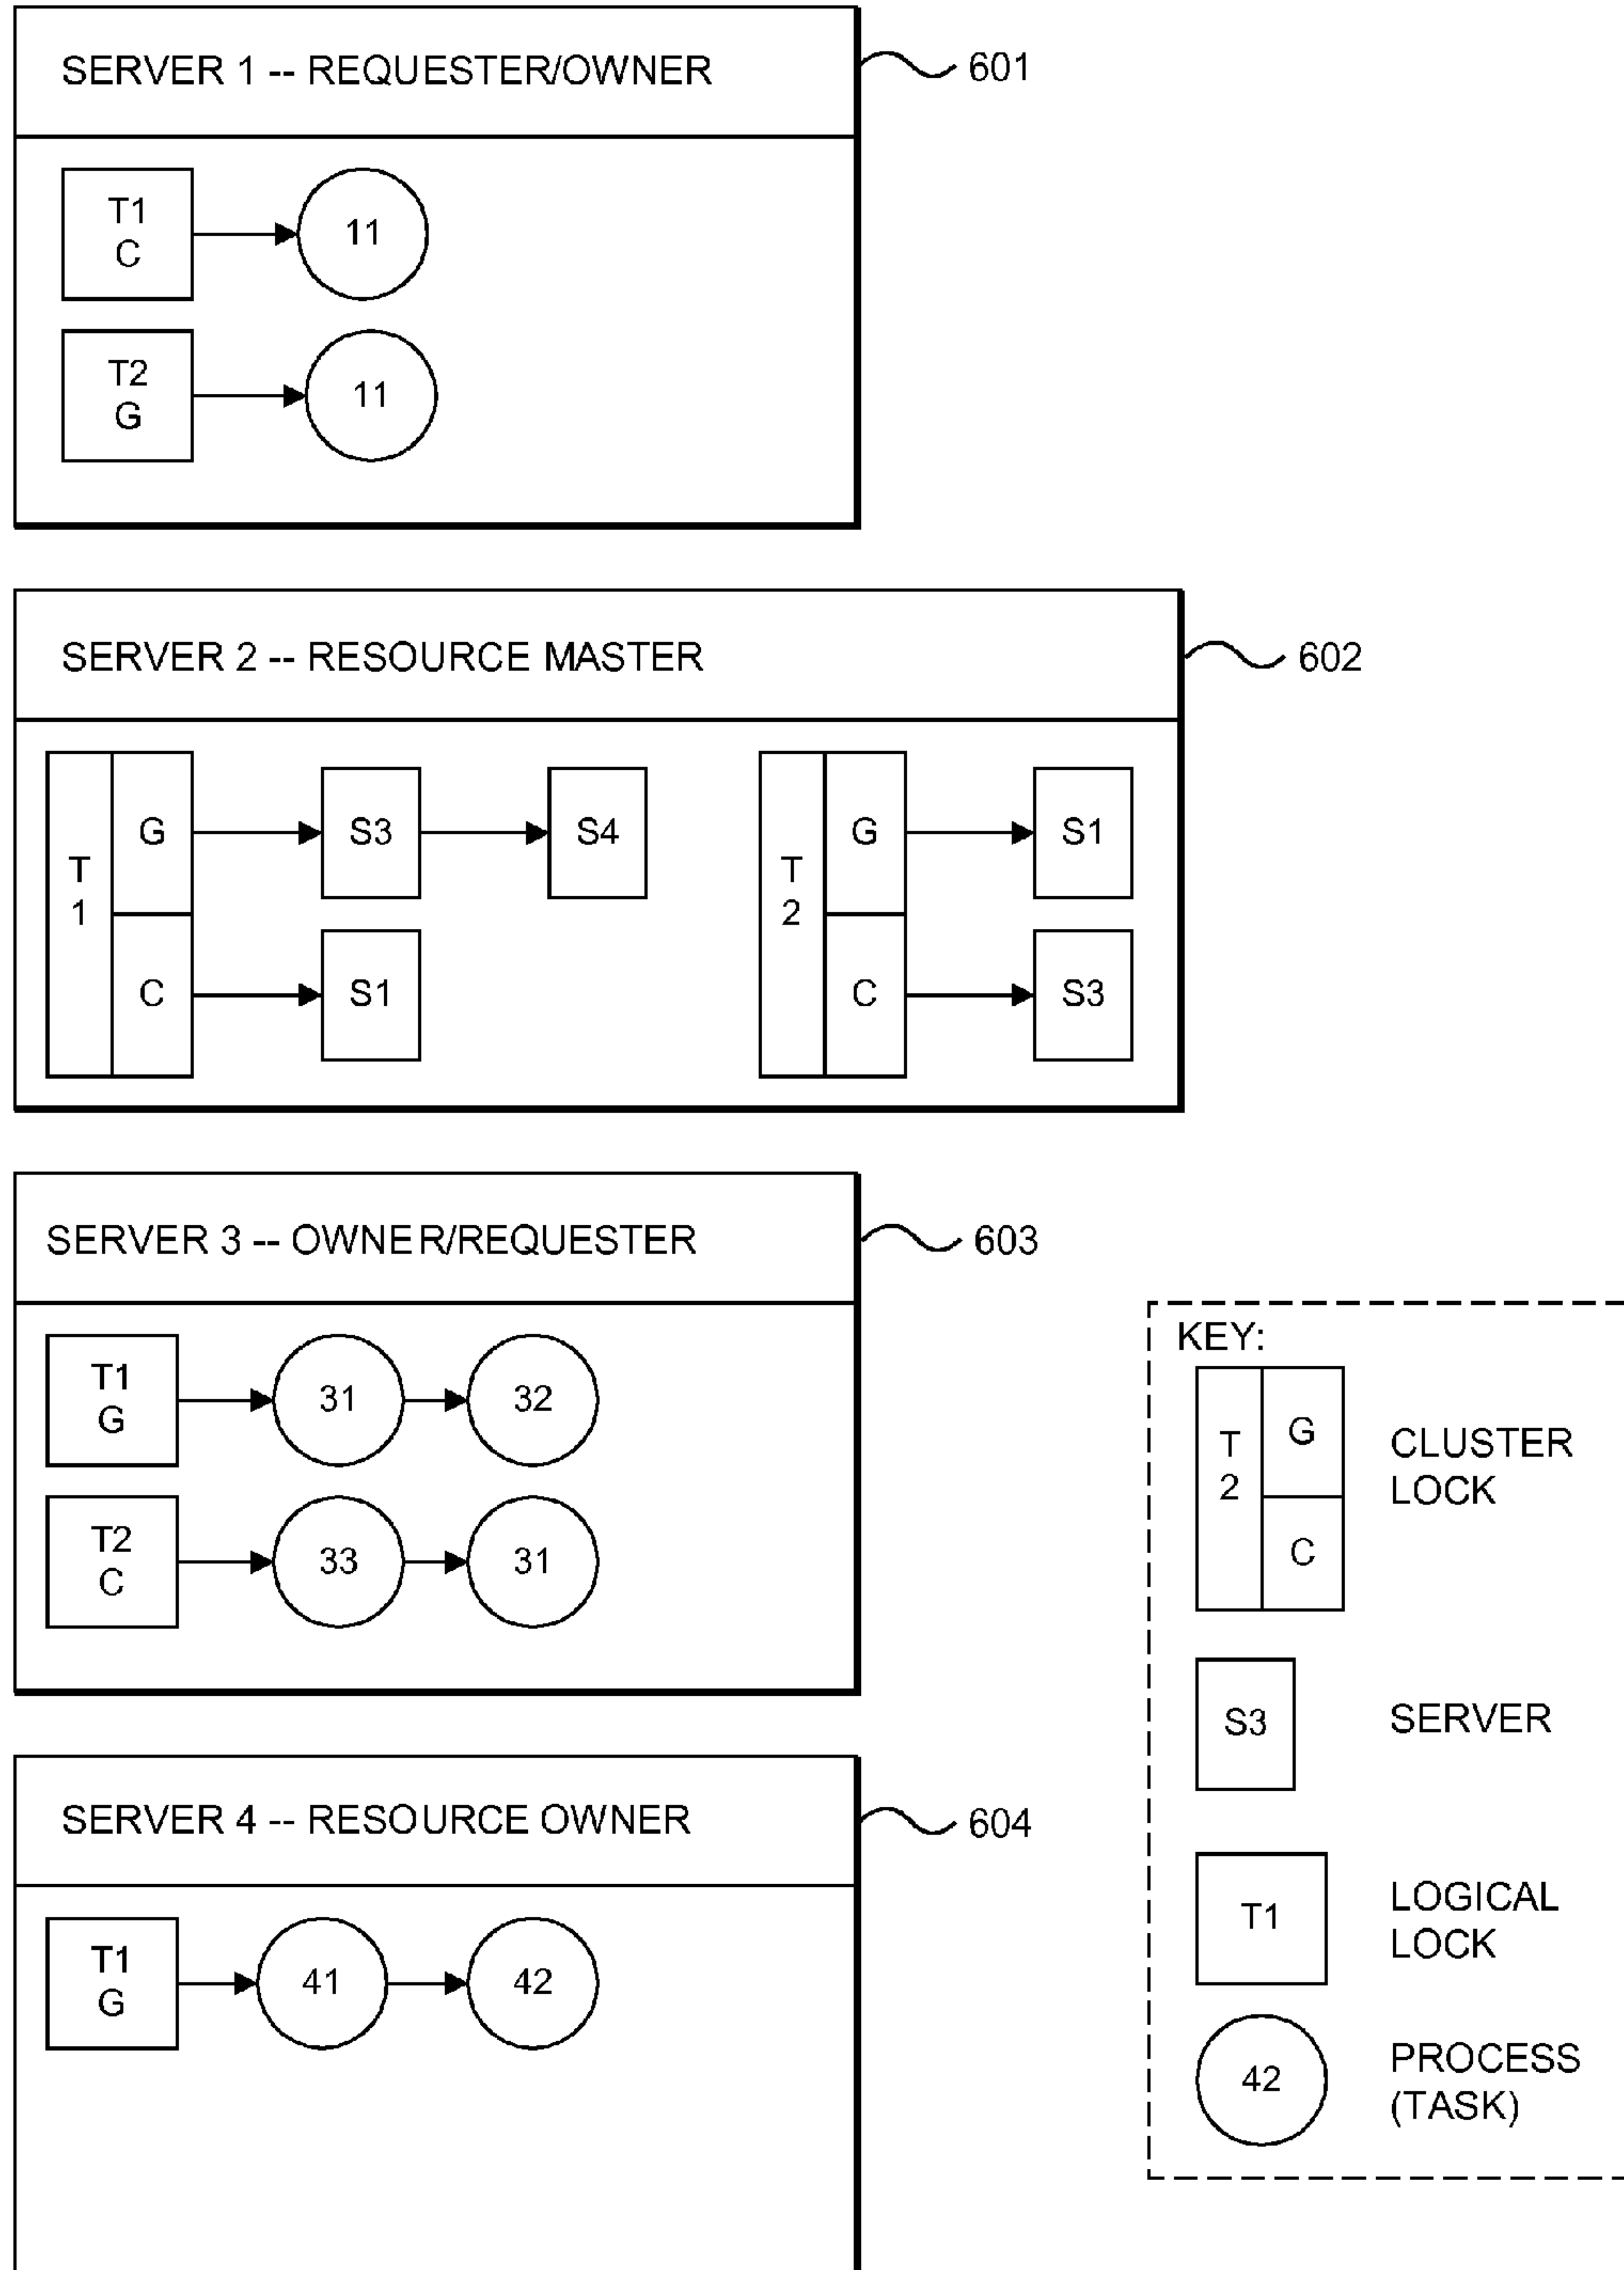 SERVER 1 -- REQUESTER/OWNER
601
T1
C
11
T2
G
11
SERVER 2 -- RESOURCE MASTER
602
T
1
G
S3
S4
C
S1
T
2
G
S1
C
S3
SERVER 3 -- OWNER/REQUESTER
603
T1
G
31
32
T2
C
33
31
SERVER 4 -- RESOURCE OWNER
604
T1
G
41
42
KEY:
T
2
G
C
CLUSTER
LOCK
S3
SERVER
T1
LOGICAL
LOCK
42
PROCESS
(TASK)